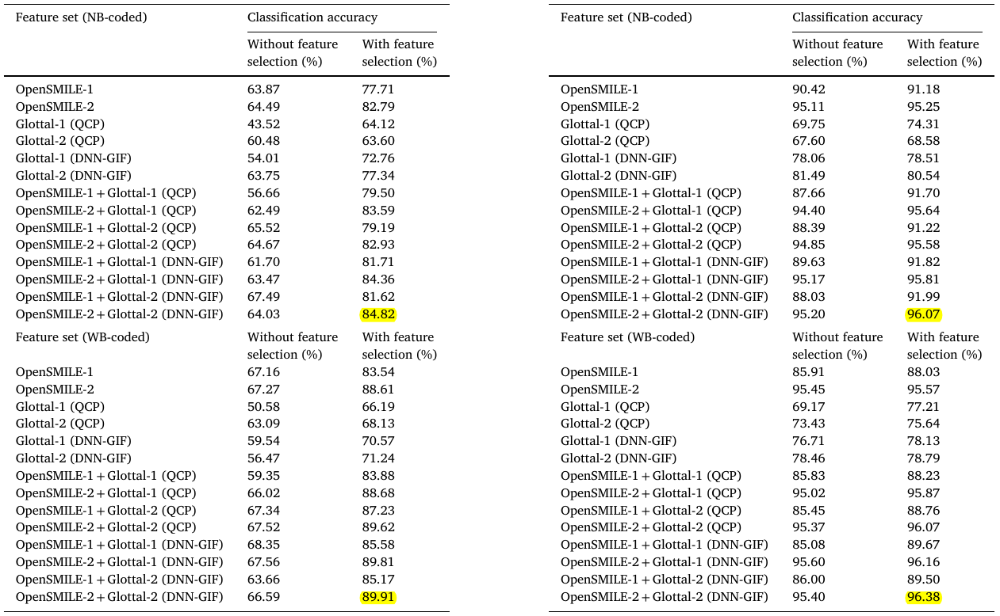 Feature set (NB-coded) Classification accuracy
Without feature With feature
selection (%) selection (%)
OpenSMILE-1 63.87 77.71
OpenSMILE-2 64.49 82.79
Glottal-1 (QCP) 43.52 64.12
Glottal-2 (QCP) 60.48 63.60
Glottal-1 (DNN-GIF) 54.01 72.76
Glottal-2 (DNN-GIF) 63.75 77.34
OpenSMILE-1 + Glottal-1 (QCP) 56.66 79.50
OpenSMILE-2 + Glottal-1 (QCP) 62.49 83.59
OpenSMILE-1 + Glottal-2 (QCP) 65.52 79.19
OpenSMILE-2 + Glottal-2 (QCP) 64.67 82.93
OpenSMILE-1 + Glottal-1 (DNN-GIF) 61.70 81.71
OpenSMILE-2 + Glottal-1 (DNN-GIF) 63.47 84.36
OpenSMILE-1 + Glottal-2 (DNN-GIF) 67.49 81.62
OpenSMILE-2 + Glottal-2 (DNN-GIF) 64.03 84.82
Feature set (WB-coded) Without feature With feature
selection (%) selection (%)
OpenSMILE-1 67.16 83.54
OpenSMILE-2 67.27 88.61
Glottal-1 (QCP) 50.58 66.19
Glottal-2 (QCP) 63.09 68.13
Glottal-1 (DNN-GIF) 59.54 70.57
Glottal-2 (DNN-GIF) 56.47 71.24
OpenSMILE-1 + Glottal-1 (QCP) 59.35 83.88
OpenSMILE-2 + Glottal-1 (QCP) 66.02 88.68
OpenSMILE-1 + Glottal-2 (QCP) 67.34 87.23
OpenSMILE-2 + Glottal-2 (QCP) 67.52 89.62
OpenSMILE-1 + Glottal-1 (DNN-GIF) 68.35 85.58
OpenSMILE-2 + Glottal-1 (DNN-GIF) 67.56 89.81
OpenSMILE-1 + Glottal-2 (DNN-GIF) 63.66 85.17
OpenSMILE-2 + Glottal-2 (DNN-GIF) 66.59 89.91
Feature set (NB-coded) Classification accuracy
Without feature With feature
selection (%) selection (%)
OpenSMILE-1 90.42 91.18
OpenSMILE-2 95.11 95.25
Glottal-1 (QCP) 69.75 74.31
Glottal-2 (QCP) 67.60 68.58
Glottal-1 (DNN-GIF) 78.06 78.51
Glottal-2 (DNN-GIF) 81.49 80.54
OpenSMILE-1 + Glottal-1 (QCP) 87.66 91.70
OpenSMILE-2 + Glottal-1 (QCP) 94.40 95.64
OpenSMILE-1 + Glottal-2 (QCP) 88.39 91.22
OpenSMILE-2 + Glottal-2 (QCP) 94.85 95.58
OpenSMILE-1 + Glottal-1 (DNN-GIF) 89.63 91.82
OpenSMILE-2 + Glottal-1 (DNN-GIF) 95.17 95.81
OpenSMILE-1 + Glottal-2 (DNN-GIF) 88.03 91.99
OpenSMILE-2 + Glottal-2 (DNN-GIF) 95.20 96.07
Feature set (WB-coded) Without feature With feature
selection (%) selection (%)
OpenSMILE-1 85.91 88.03
OpenSMILE-2 95.45 95.57
Glottal-1 (QCP) 69.17 77.21
Glottal-2 (QCP) 73.43 75.64
Glottal-1 (DNN-GIF) 76.71 78.13
Glottal-2 (DNN-GIF) 78.46 78.79
OpenSMILE-1 + Glottal-1 (QCP) 85.83 88.23
OpenSMILE-2 + Glottal-1 (QCP) 95.02 95.87
OpenSMILE-1 + Glottal-2 (QCP) 85.45 88.76
OpenSMILE-2 + Glottal-2 (QCP) 95.37 96.07
OpenSMILE-1 + Glottal-1 (DNN-GIF) 85.08 89.67
OpenSMILE-2 + Glottal-1 (DNN-GIF) 95.60 96.16
OpenSMILE-1 + Glottal-2 (DNN-GIF) 86.00 89.50
OpenSMILE-2 + Glottal-2 (DNN-GIF) 95.40 96.38